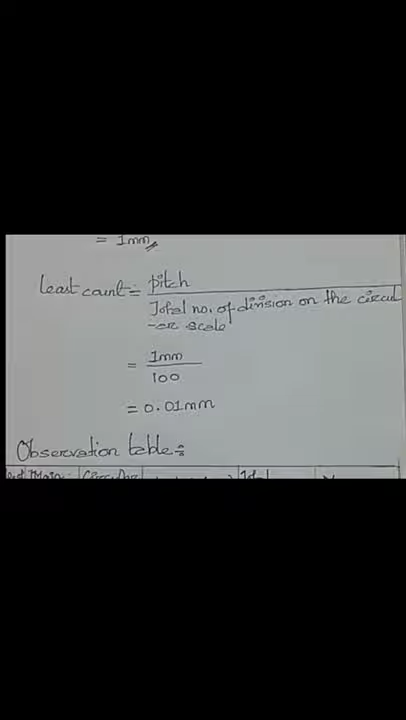 = 1mm
Least count = pitch
Total no. of division on the circul
-ar scale
= 1mm
100
= 0.01mm
Observation table :-
Main